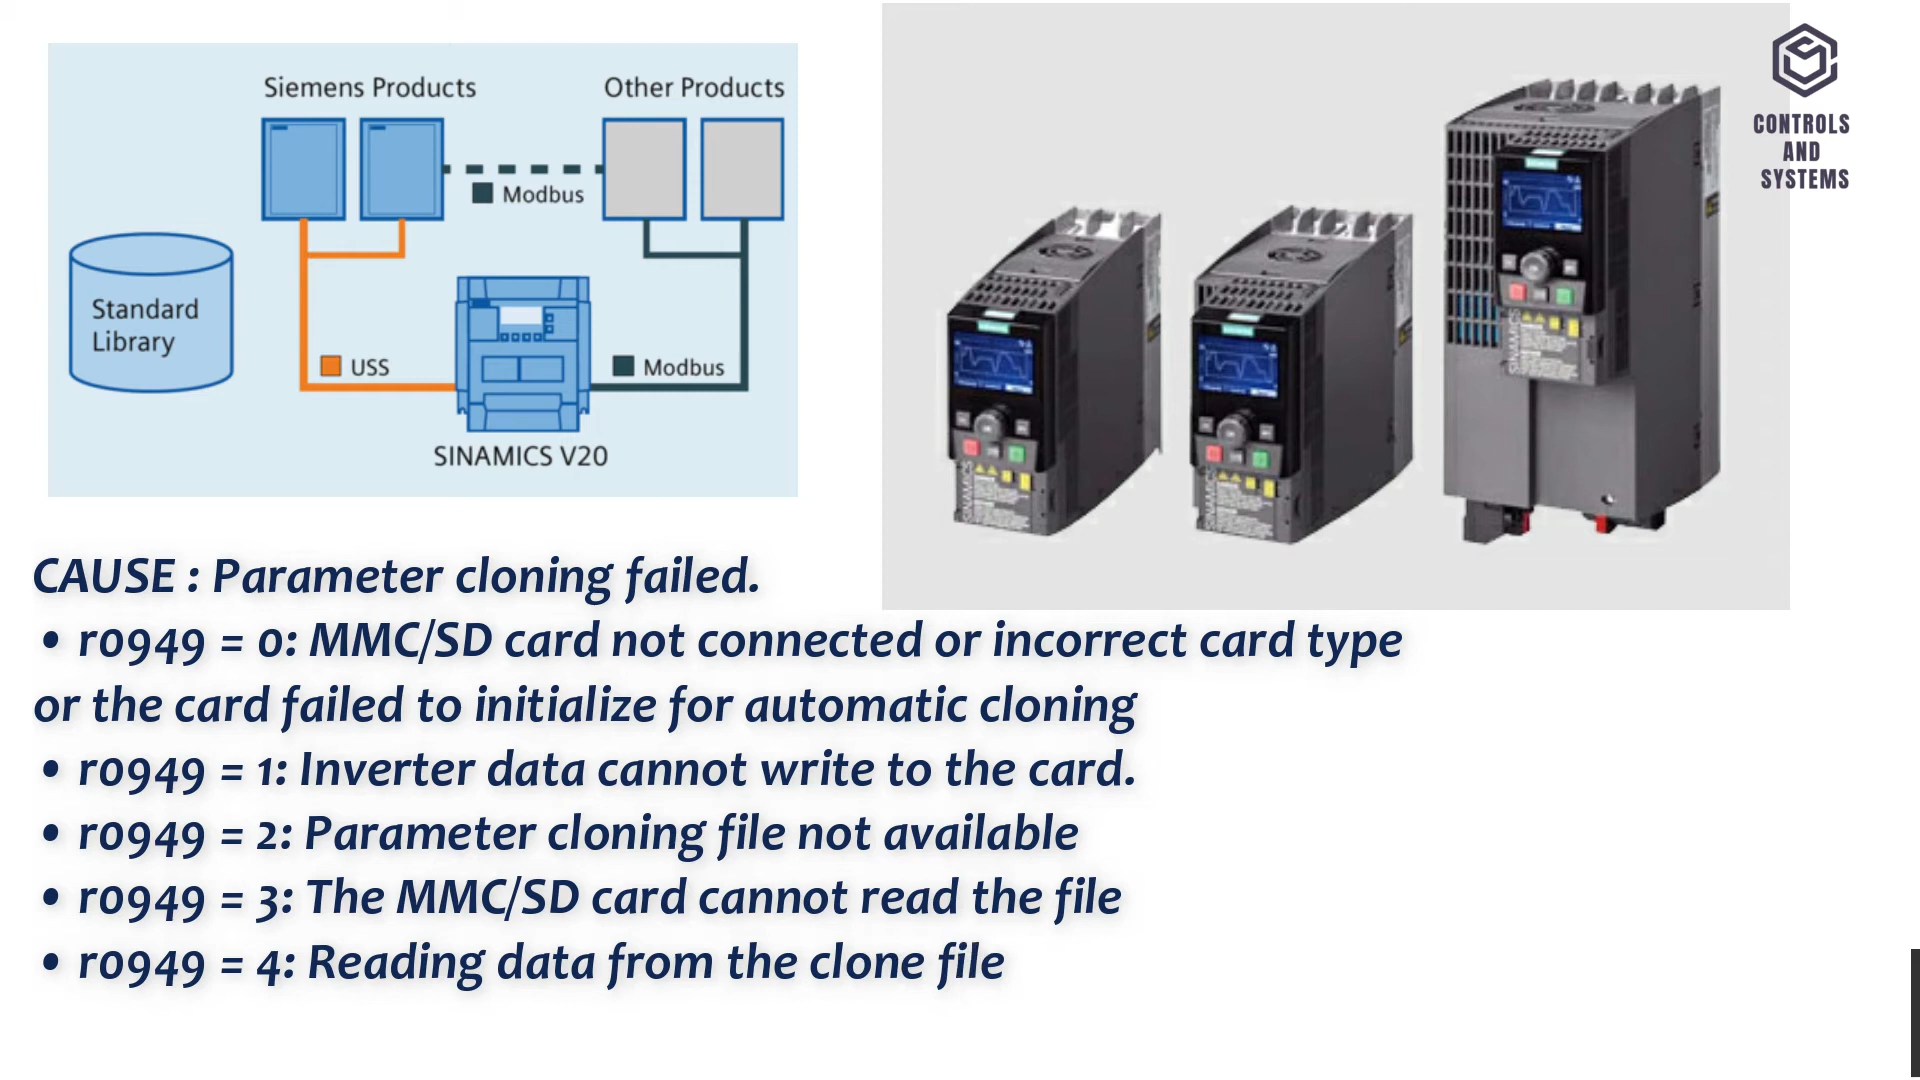 Siemens Products
Other Products
Modbus
Standard
Library
USS
Modbus
SINAMICS V20
CONTROLS
AND
SYSTEMS
SINAMICS
SINAMICS
SINAMICS
CAUSE : Parameter cloning failed.
• r0949 = 0: MMC/SD card not connected or incorrect card type
or the card failed to initialize for automatic cloning
• r0949 = 1: Inverter data cannot write to the card.
• r0949 = 2: Parameter cloning file not available
• r0949 = 3: The MMC/SD card cannot read the file
• r0949 = 4: Reading data from the clone file